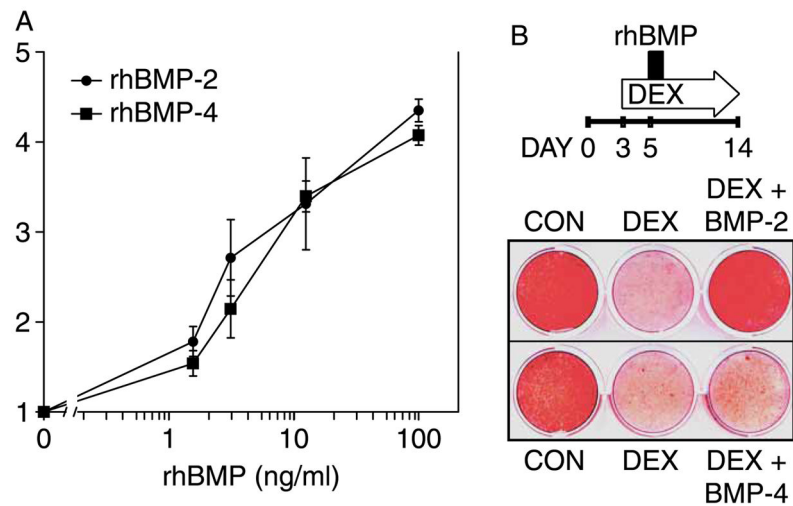 A
5
4
3
2
1
rhBMP-2
rhBMP-4
0 1 10 100
rhBMP (ng/ml)
B
rhBMP
DEX
DAY 0 3 5 14
CON DEX DEX +
BMP-2
CON DEX DEX +
BMP-4